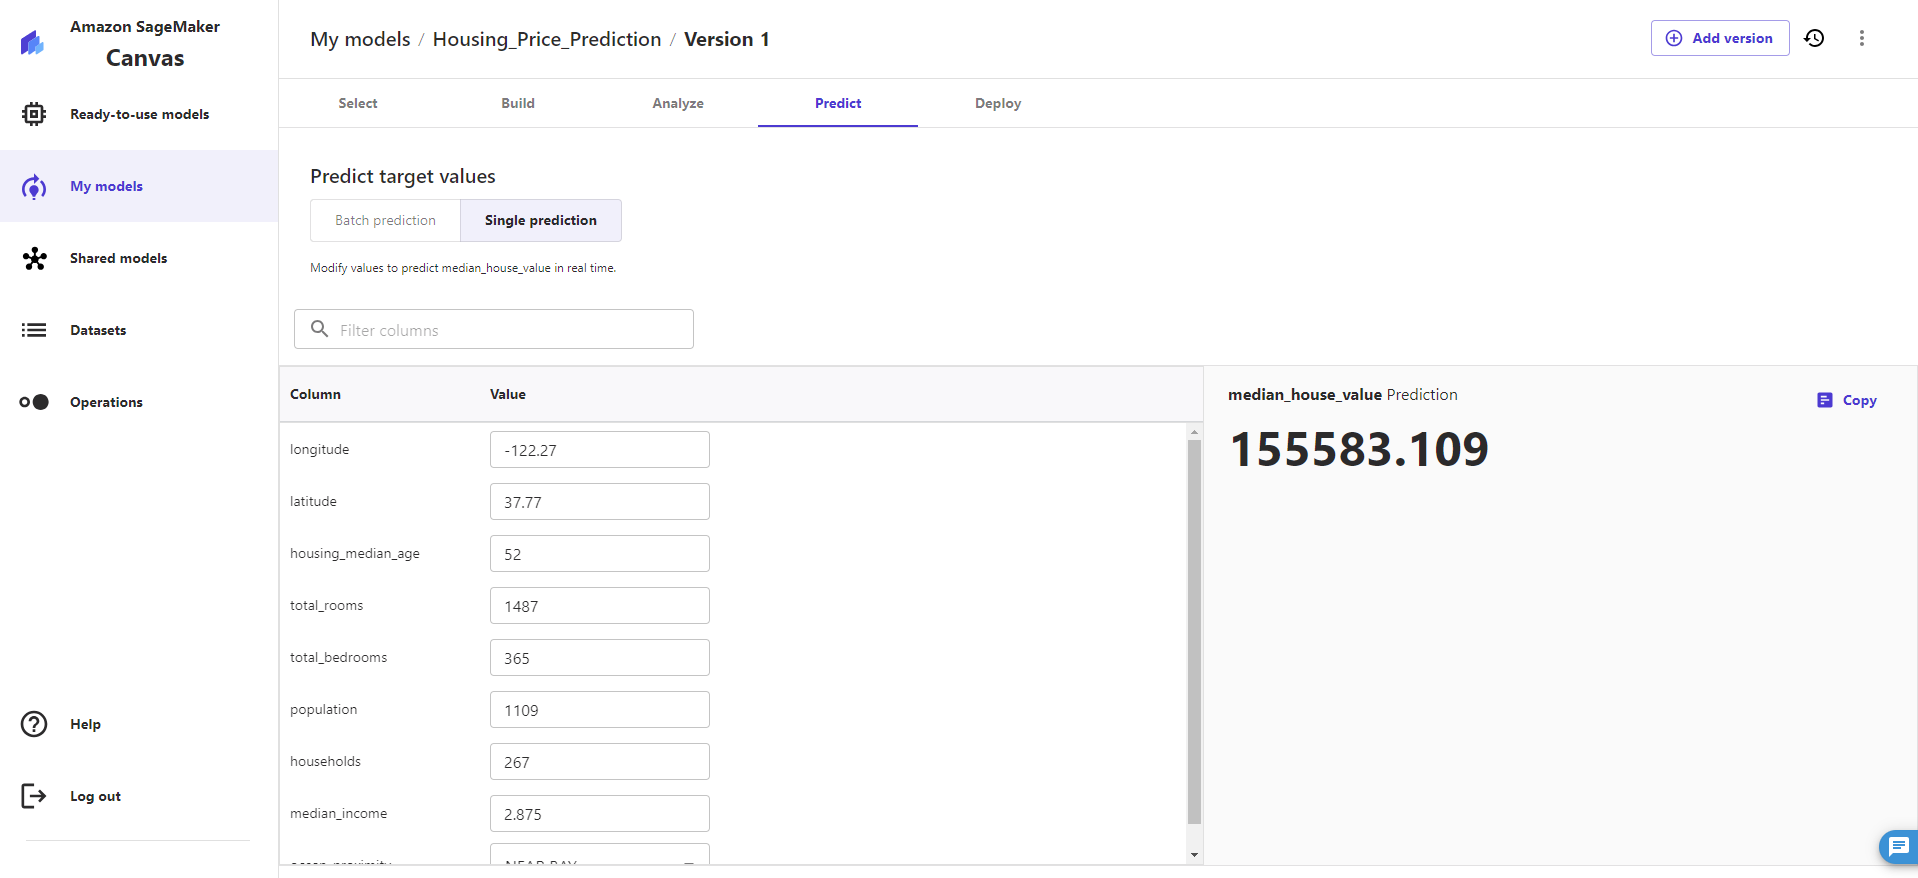 Amazon SageMaker
Canvas
Ready-to-use models
My models
Shared models
Datasets
Operations
Help
Log out
My models / Housing_Price_Prediction / Version 1
Add version
Select Build Analyze Predict Deploy
Predict target values
Batch prediction Single prediction
Modify values to predict median_house_value in real time.
Filter columns
Column Value
longitude -122.27
latitude 37.77
housing_median_age 52
total_rooms 1487
total_bedrooms 365
population 1109
households 267
median_income 2.875
ocean_proximity NEAR BAY
median_house_value Prediction
Copy
155583.109